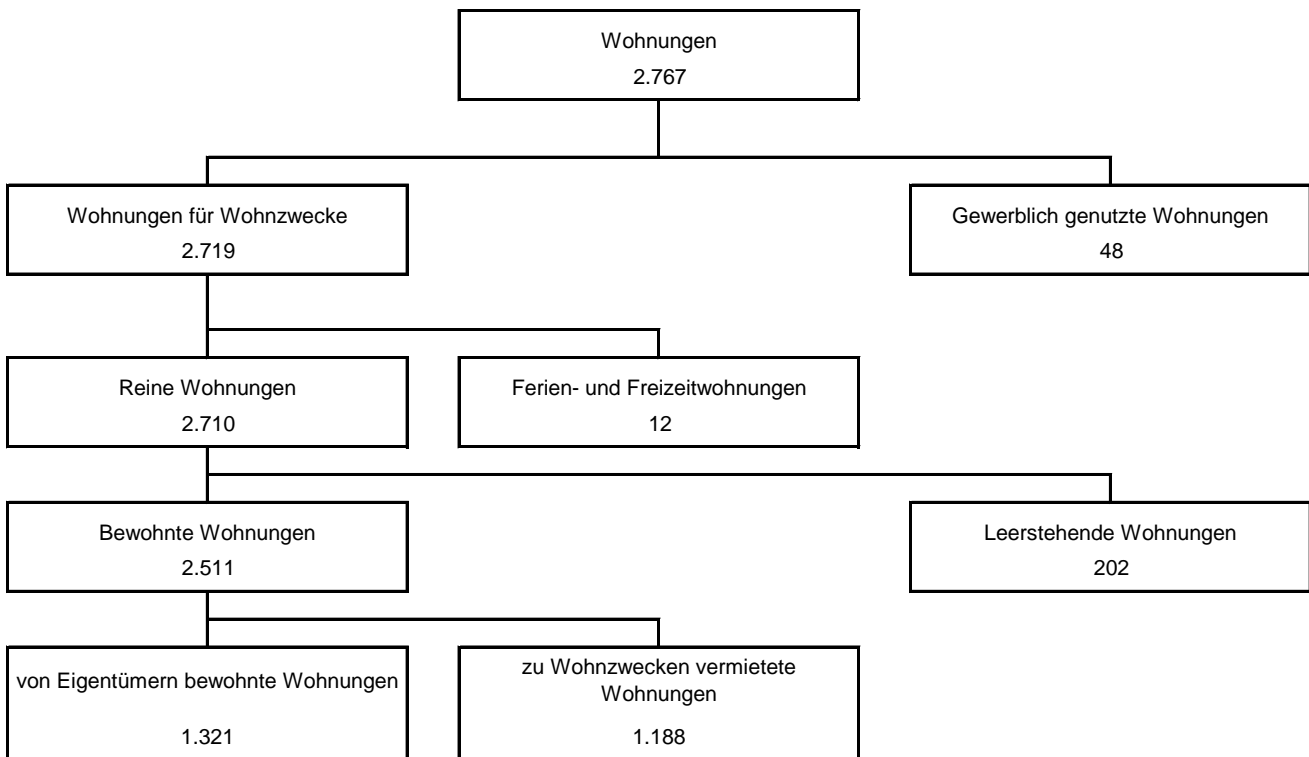 Wohnungen
2.767
Wohnungen für Wohnzwecke
2.719
Gewerblich genutzte Wohnungen
48
Reine Wohnungen
2.710
Ferien- und Freizeitwohnungen
12
Bewohnte Wohnungen
2.511
Leerstehende Wohnungen
202
von Eigentümern bewohnte Wohnungen
1.321
zu Wohnzwecken vermietete
Wohnungen
1.188